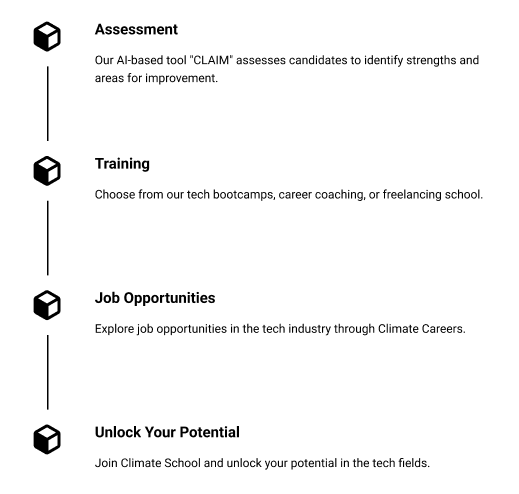 Assessment
Our AI-based tool "CLAIM" assesses candidates to identify strengths and
areas for improvement.
Training
Choose from our tech bootcamps, career coaching, or freelancing school.
Job Opportunities
Explore job opportunities in the tech industry through Climate Careers.
Unlock Your Potential
Join Climate School and unlock your potential in the tech fields.